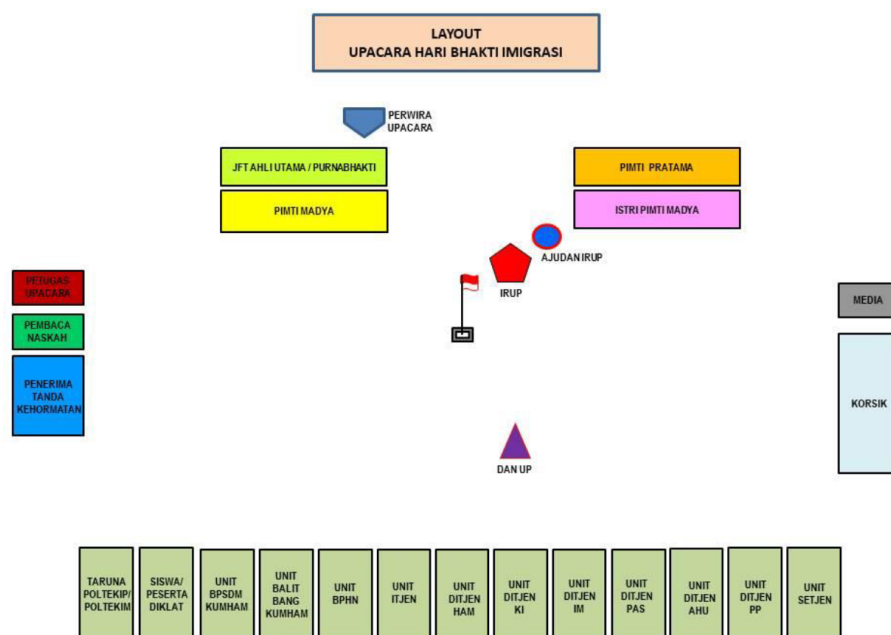 LAYOUT
UPACARA HARI BHAKTI IMIGRASI
PERWIRA
UPACARA
JFT AHLI UTAMA / PURNABHAKTI
PIMTI PRATAMA
PIMTI MADYA
ISTRI PIMTI MADYA
AJUDAN IRUP
IRUP
PETUGAS
UPACARA
PEMBACA
NASKAH
PENERIMA
TANDA
KEHORMATAN
MEDIA
KORSIK
DAN UP
TARUNA
POLTEKIP/
POLTEKIM
SISWA/
PESERTA
DIKLAT
UNIT
BPSDM
KUMHAM
UNIT
BALIT
BANG
KUMHAM
UNIT
BPHN
UNIT
ITJEN
UNIT
DITJEN
HAM
UNIT
DITJEN
KI
UNIT
DITJEN
IM
UNIT
DITJEN
PAS
UNIT
DITJEN
AHU
UNIT
DITJEN
PP
UNIT
SETJEN